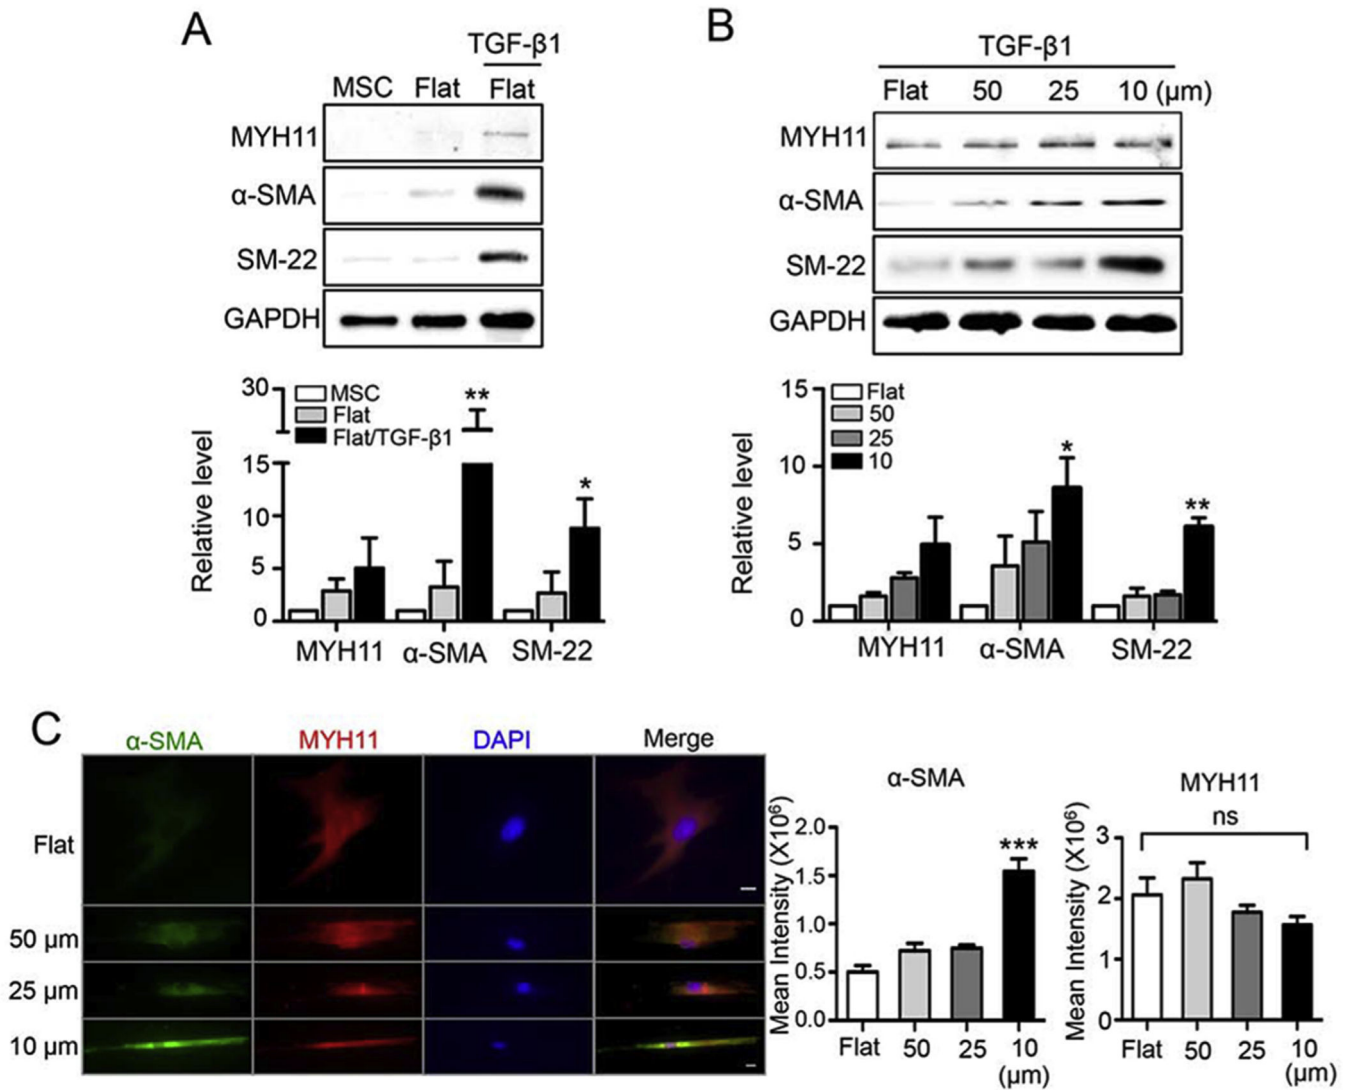 A
TGF-β1
MSC Flat Flat
MYH11
α-SMA
SM-22
GAPDH
30
MSC
Flat
Flat/TGF-β1
**
15
10
5
0
*
Relative level
MYH11 α-SMA SM-22
B
TGF-β1
Flat 50 25 10 (μm)
MYH11
α-SMA
SM-22
GAPDH
15
10
5
0
Flat
50
25
10
*
**
Relative level
MYH11 α-SMA SM-22
C
α-SMA MYH11 DAPI Merge
Flat
50 μm
25 μm
10 μm
α-SMA
Mean Intensity (X10⁶)
2.0
1.5
1.0
0.5
0.0
***
Flat 50 25 10
(μm)
MYH11
ns
Mean Intensity (X10⁶)
3
2
1
0
Flat 50 25 10
(μm)